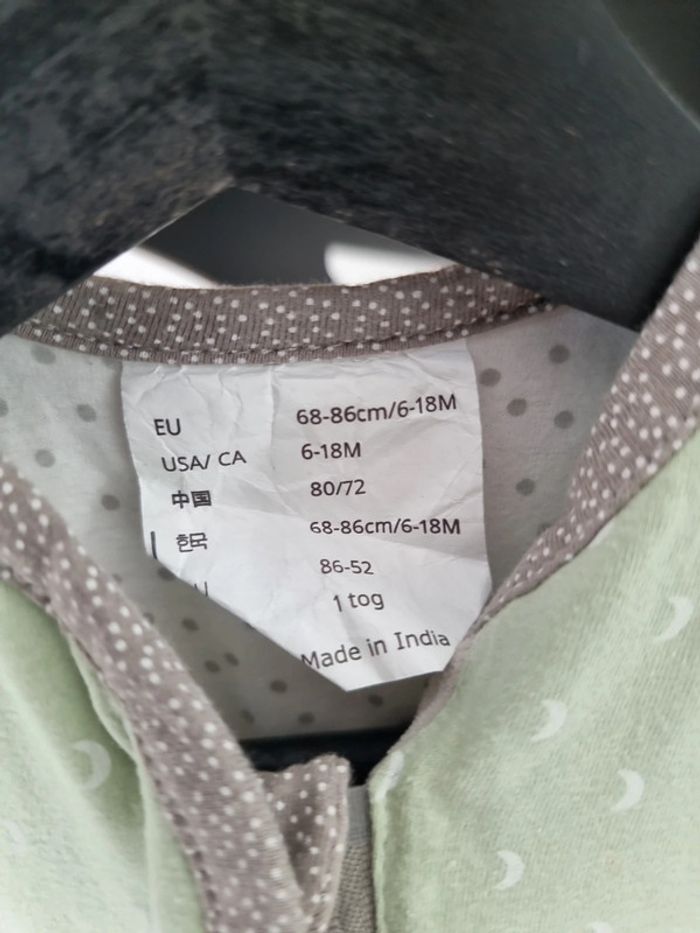 EU 68-86cm/6-18M
USA/ CA 6-18M
中国 80/72
한국 68-86cm/6-18M
86-52
1 tog
Made in India